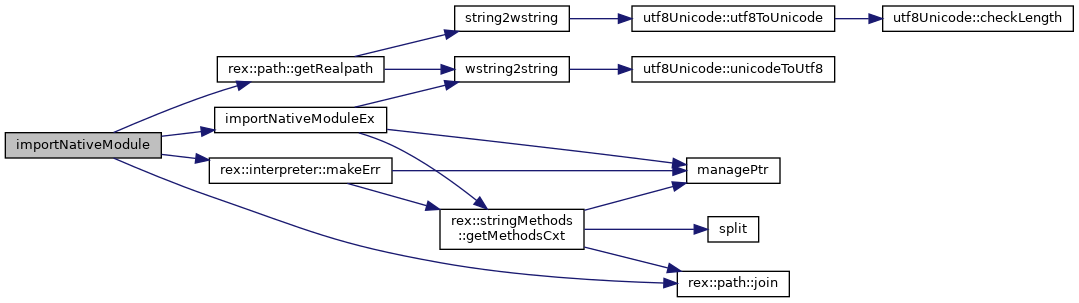 string2wstring
utf8Unicode::utf8ToUnicode
utf8Unicode::checkLength
rex::path::getRealpath
wstring2string
utf8Unicode::unicodeToUtf8
importNativeModuleEx
importNativeModule
rex::interpreter::makeErr
managePtr
rex::stringMethods
::getMethodsCxt
split
rex::path::join